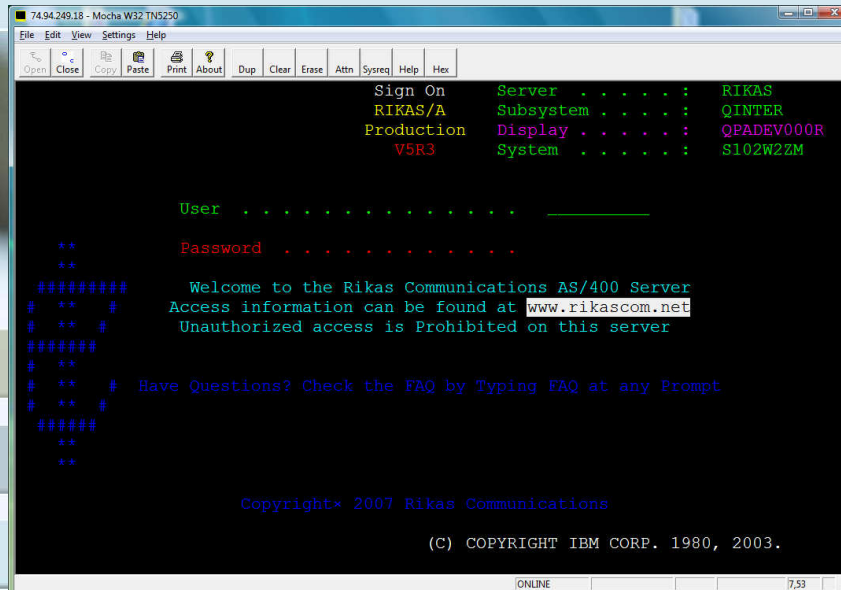 74.94.249.18 - Mocha W32 TN5250
File Edit View Settings Help
Open Close Copy Paste Print About Dup Clear Erase Attn Sysreq Help Hex
Sign On Server . . . . . : RIKAS
RIKAS/A Subsystem . . . . : QINTER
Production Display . . . . . : QPADEV000R
V5R3 System . . . . . : S102W2ZM
User . . . . . . . . . . . . . . __________
**
Password . . . . . . . . . . . .
**
######### Welcome to the Rikas Communications AS/400 Server
# ** # Access information can be found at www.rikascom.net
# ** # Unauthorized access is Prohibited on this server
#######
# **
# ** # Have Questions? Check the FAQ by Typing FAQ at any Prompt
# ** #
######
**
**
Copyright* 2007 Rikas Communications
(C) COPYRIGHT IBM CORP. 1980, 2003.
ONLINE 7,53